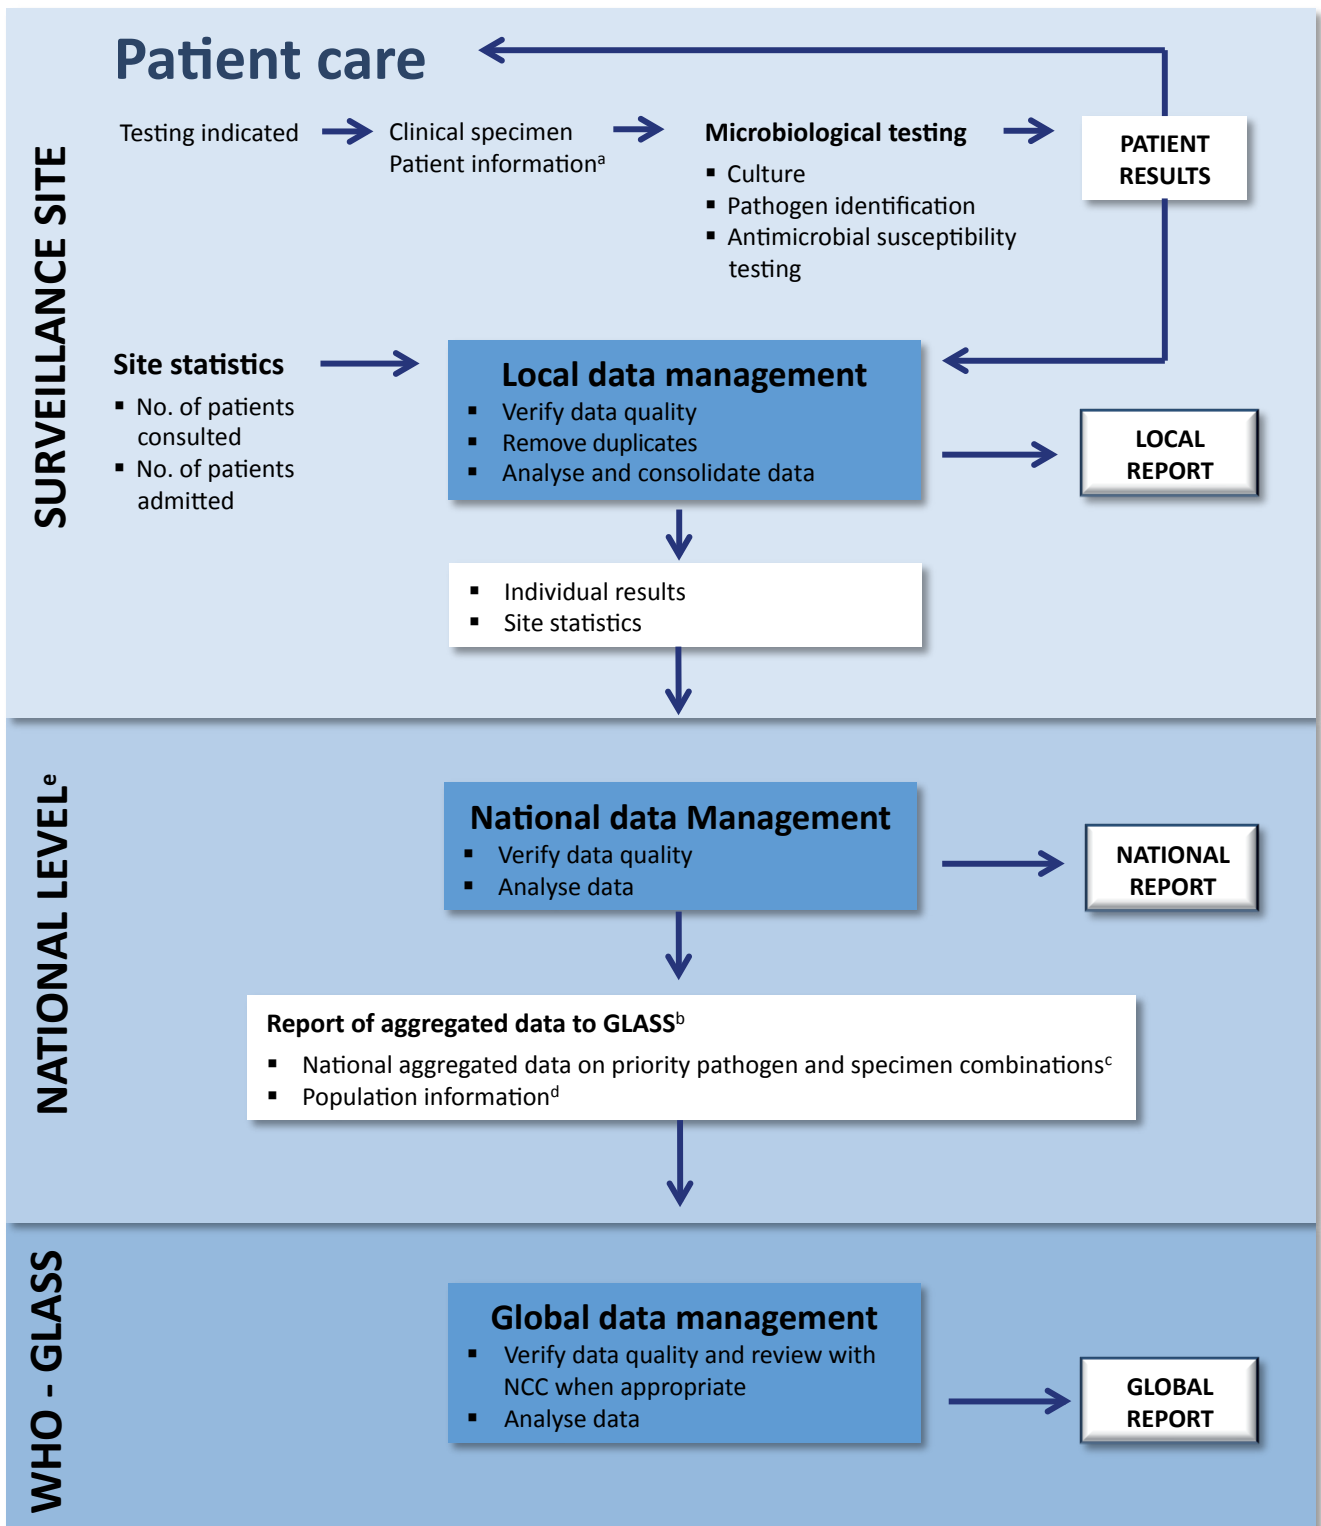 SURVEILLANCE SITE
Patient care
Testing indicated
Clinical specimen
Patient informationᵃ
Microbiological testing
▪ Culture
▪ Pathogen identification
▪ Antimicrobial susceptibility
testing
PATIENT
RESULTS
Site statistics
▪ No. of patients
consulted
▪ No. of patients
admitted
Local data management
▪ Verify data quality
▪ Remove duplicates
▪ Analyse and consolidate data
LOCAL
REPORT
▪ Individual results
▪ Site statistics
NATIONAL LEVELᵉ
National data Management
▪ Verify data quality
▪ Analyse data
NATIONAL
REPORT
Report of aggregated data to GLASSᵇ
▪ National aggregated data on priority pathogen and specimen combinationsᶜ
▪ Population informationᵈ
WHO - GLASS
Global data management
▪ Verify data quality and review with
NCC when appropriate
▪ Analyse data
GLOBAL
REPORT